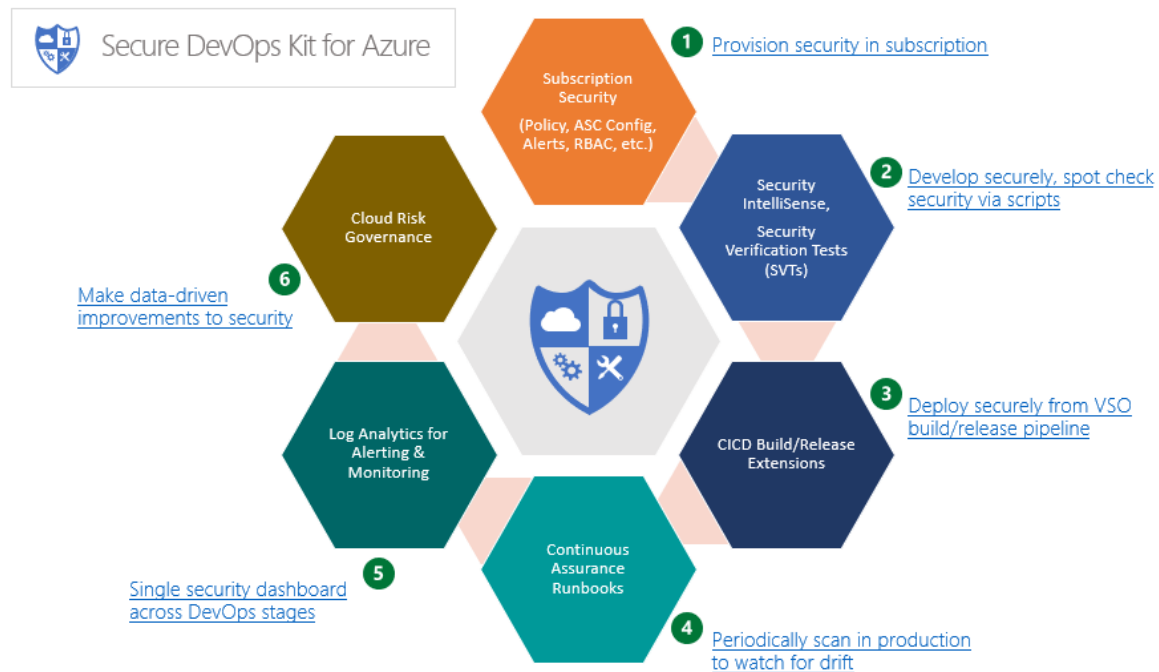 Secure DevOps Kit for Azure
Subscription
Security
(Policy, ASC Config,
Alerts, RBAC, etc.)
1
Provision security in subscription
Security
IntelliSense,
Security
Verification Tests
(SVTs)
2
Develop securely, spot check
security via scripts
CICD Build/Release
Extensions
3
Deploy securely from VSO
build/release pipeline
Continuous
Assurance
Runbooks
4
Periodically scan in production
to watch for drift
Log Analytics for
Alerting &
Monitoring
5
Single security dashboard
across DevOps stages
Cloud Risk
Governance
6
Make data-driven
improvements to security